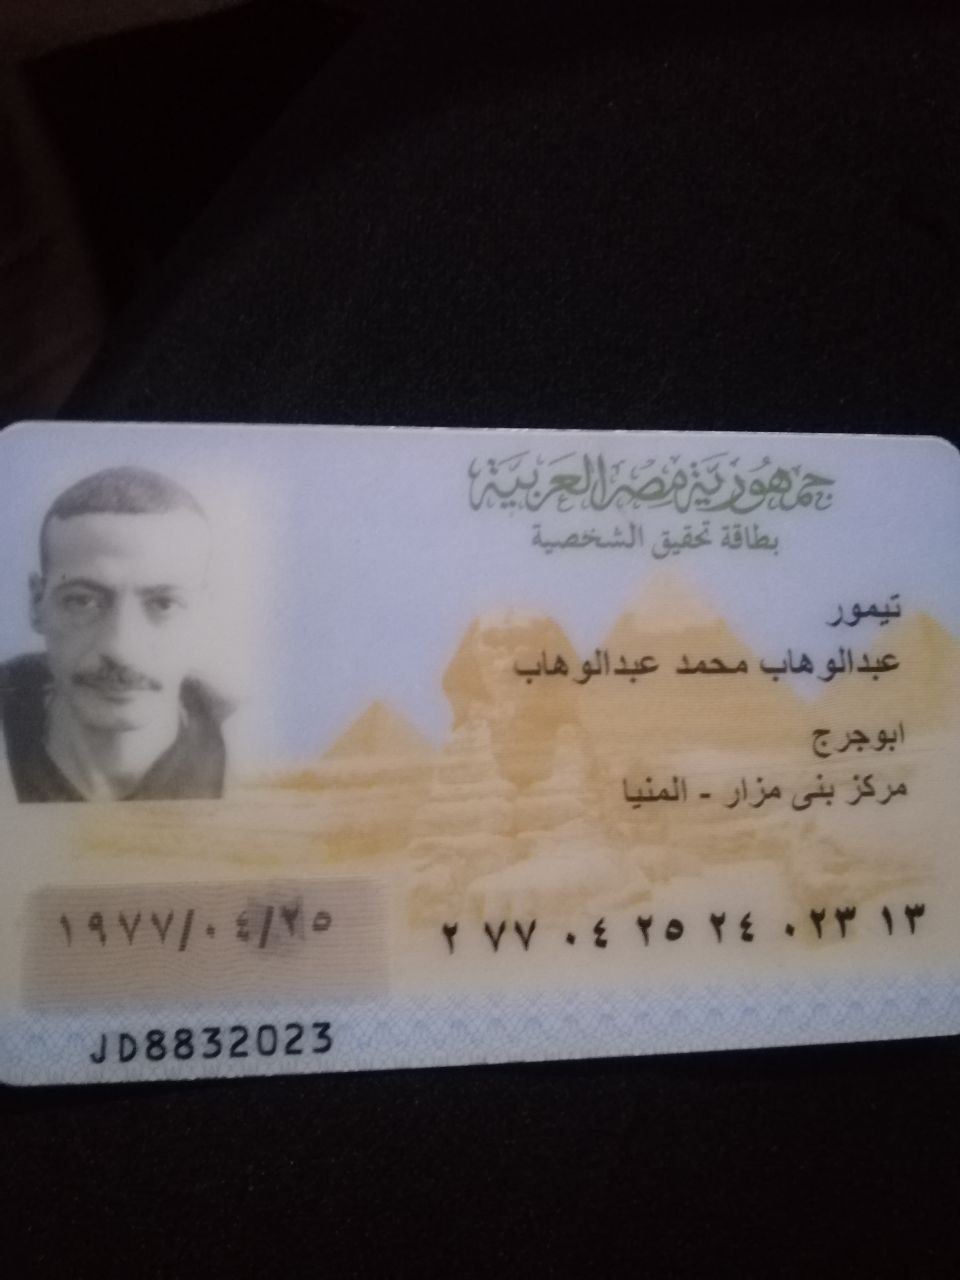 جمهورية مصر العربية
بطاقة تحقيق الشخصية
تيمور
عبدالوهاب محمد عبدالوهاب
ابوجرج
مركز بنى مزار - المنيا
٢ ٧٧ ٠٤ ٢٥ ٢٤ ٠٢٣ ١٣
١٩٧٧/٠٤/٢٥
JD8832023